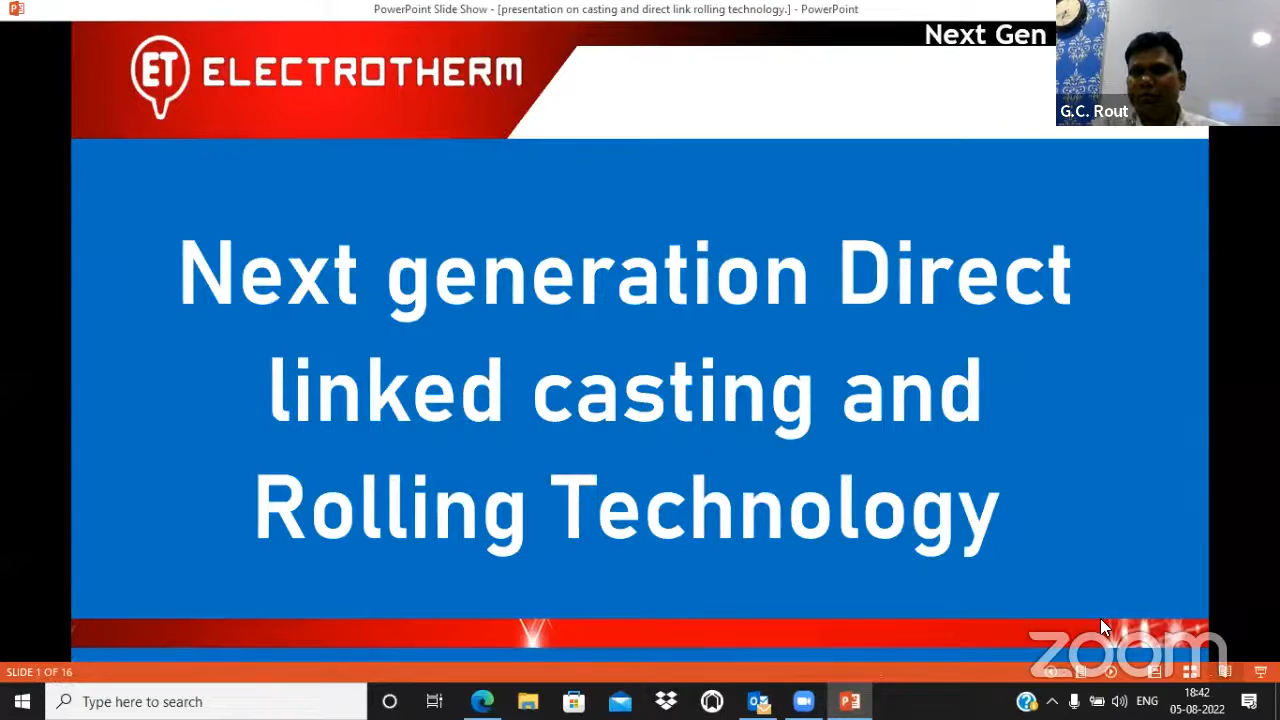 PowerPoint Slide Show - [presentation on casting and direct link rolling technology.] - PowerPoint
Next Gen
ET ELECTROTHERM
G.C. Rout
Next generation Direct
linked casting and
Rolling Technology
zoom
SLIDE 1 OF 16
Type here to search
ENG
18:42
05-08-2022